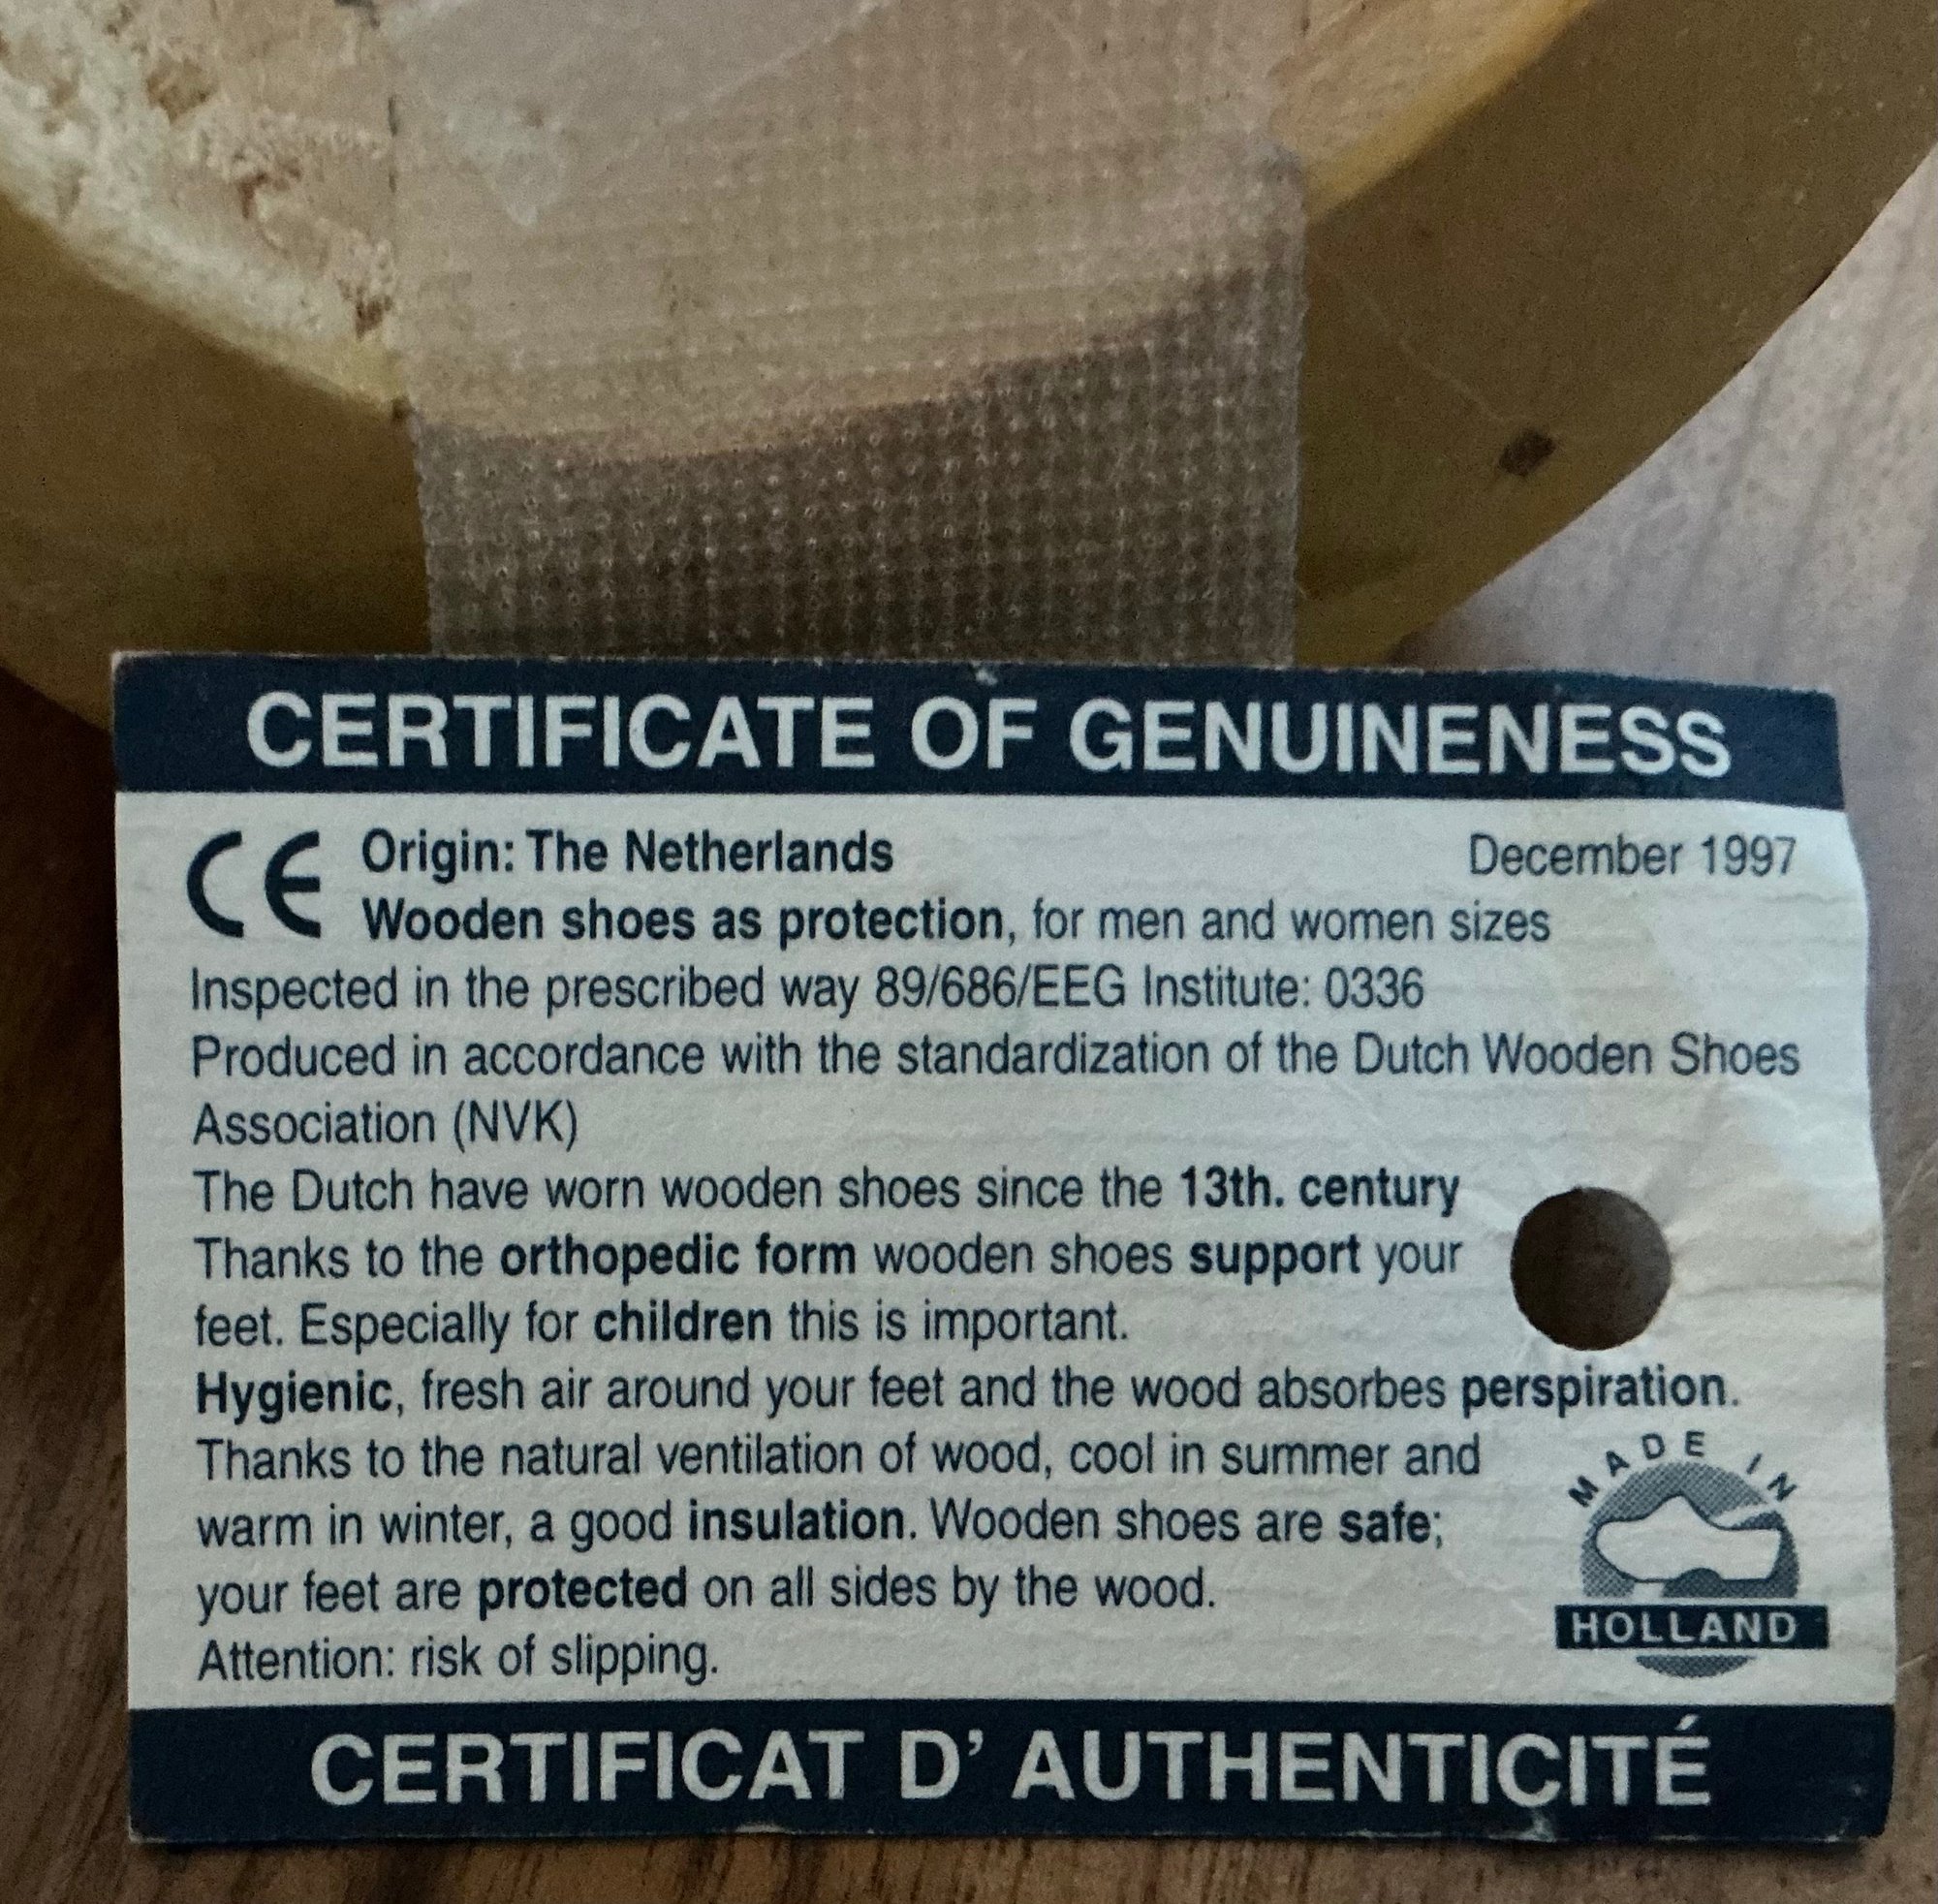 CERTIFICATE OF GENUINENESS
CE Origin: The Netherlands December 1997
Wooden shoes as protection, for men and women sizes
Inspected in the prescribed way 89/686/EEG Institute: 0336
Produced in accordance with the standardization of the Dutch Wooden Shoes
Association (NVK)
The Dutch have worn wooden shoes since the 13th. century
Thanks to the orthopedic form wooden shoes support your
feet. Especially for children this is important.
Hygienic, fresh air around your feet and the wood absorbes perspiration.
Thanks to the natural ventilation of wood, cool in summer and
warm in winter, a good insulation. Wooden shoes are safe;
your feet are protected on all sides by the wood.
Attention: risk of slipping.
MADE IN
HOLLAND
CERTIFICAT D' AUTHENTICITÉ